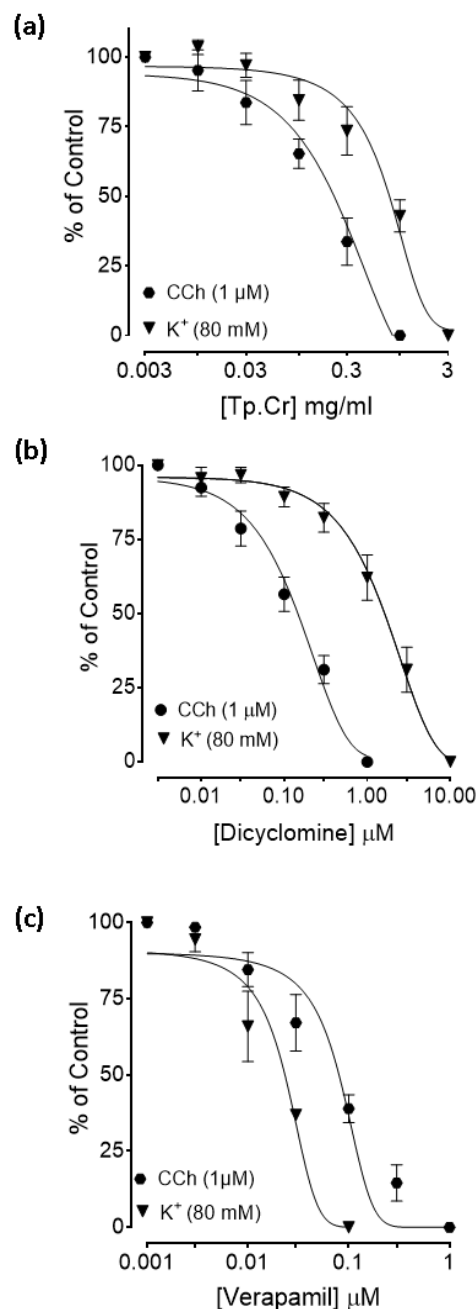 (a)
% of Control
100
75
50
25
0
CCh (1 µM)
K⁺ (80 mM)
0.003 0.03 0.3 3
[Tp.Cr] mg/ml
(b)
% of Control
100
75
50
25
0
CCh (1 µM)
K⁺ (80 mM)
0.01 0.10 1.00 10.00
[Dicyclomine] µM
(c)
% of Control
100
75
50
25
0
CCh (1µM)
K⁺ (80 mM)
0.001 0.01 0.1 1
[Verapamil] µM